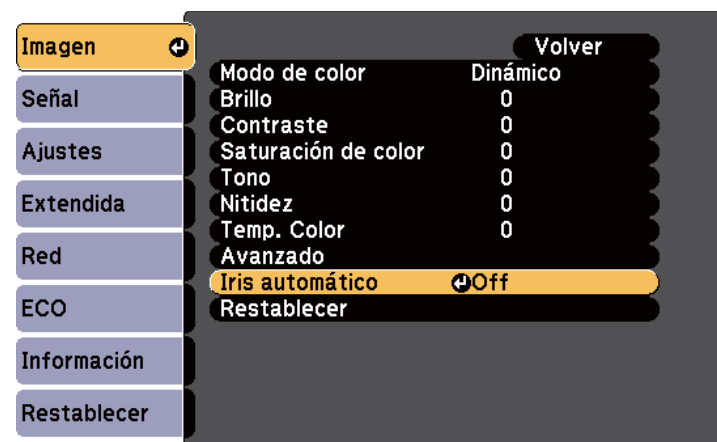 Imagen
Señal
Ajustes
Extendida
Red
ECO
Información
Restablecer
Volver
Modo de color Dinámico
Brillo 0
Contraste 0
Saturación de color 0
Tono 0
Nitidez 0
Temp. Color 0
Avanzado
Iris automático Off
Restablecer